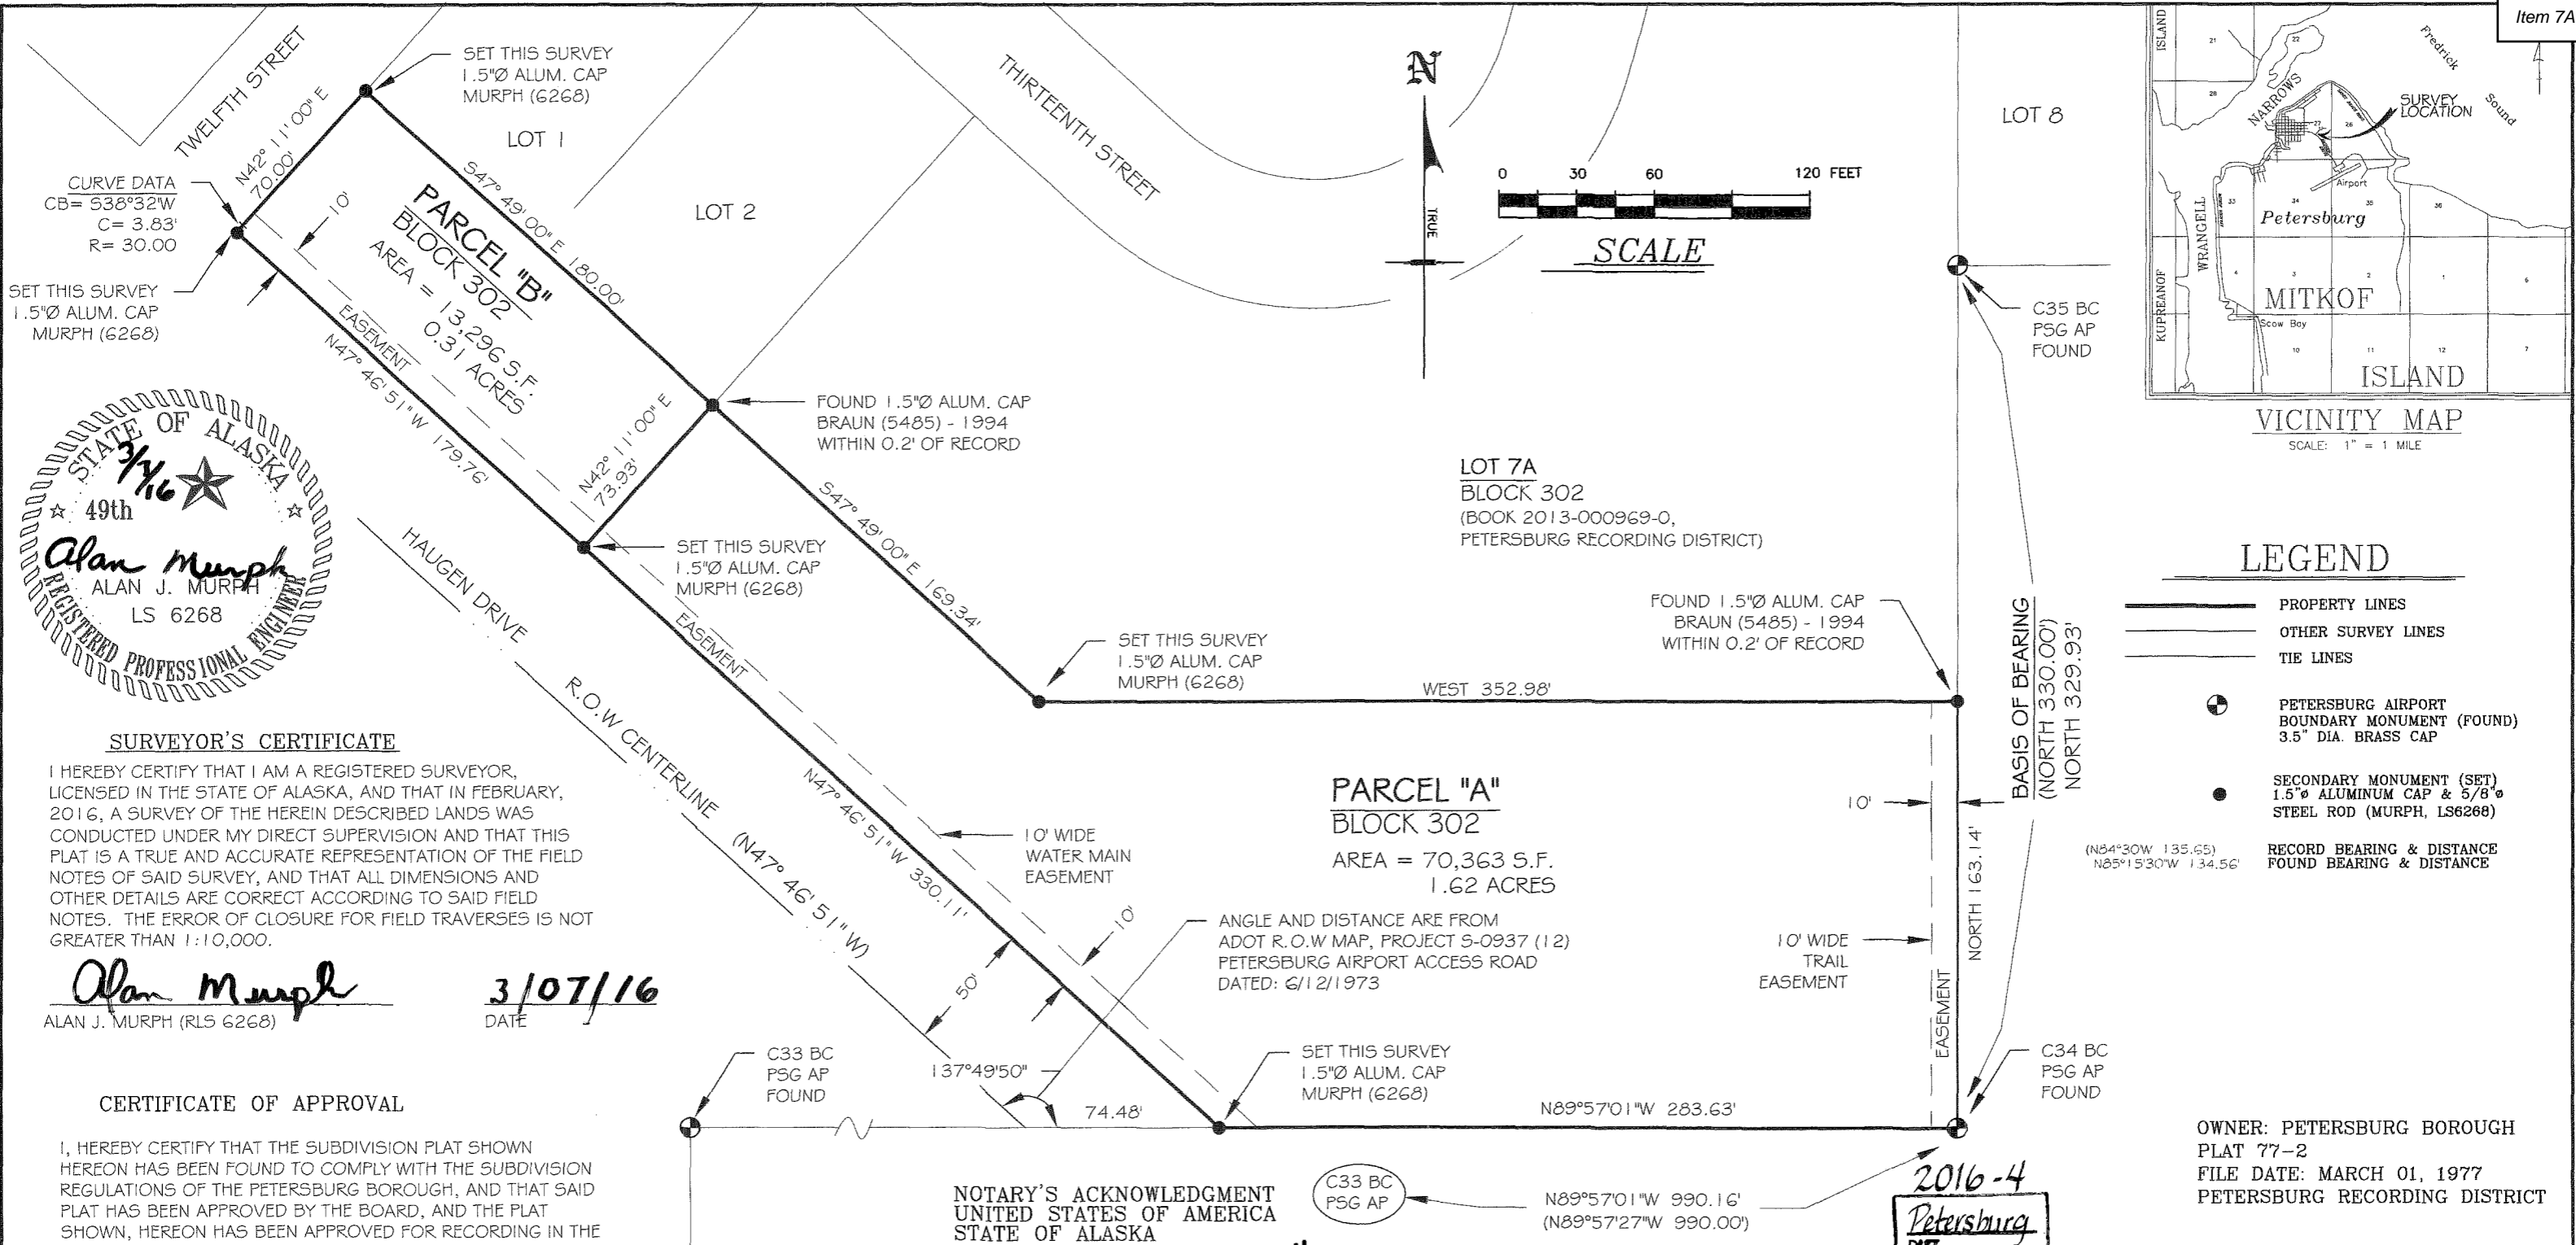 Item 7A
TWELFTH STREET
SET THIS SURVEY
1.5"Ø ALUM. CAP
MURPH (6268)
LOT 1
N42° 11' 00" E
70.00'
CURVE DATA
CB= S38°32'W
C= 3.83'
R= 30.00
SET THIS SURVEY
1.5"Ø ALUM. CAP
MURPH (6268)
10'
PARCEL "B"
BLOCK 302
AREA = 13,296 S.F.
0.31 ACRES
S47° 49' 00" E 180.00'
LOT 2
EASEMENT
N47° 46' 51" W 179.76'
N42° 11' 00" E
73.93'
FOUND 1.5"Ø ALUM. CAP
BRAUN (5485) - 1994
WITHIN 0.2' OF RECORD
SET THIS SURVEY
1.5"Ø ALUM. CAP
MURPH (6268)
THIRTEENTH STREET
N
TRUE
0 30 60 120 FEET
SCALE
LOT 8
C35 BC
PSG AP
FOUND
LOT 7A
BLOCK 302
(BOOK 2013-000969-0,
PETERSBURG RECORDING DISTRICT)
S47° 49' 00" E 169.34'
SET THIS SURVEY
1.5"Ø ALUM. CAP
MURPH (6268)
FOUND 1.5"Ø ALUM. CAP
BRAUN (5485) - 1994
WITHIN 0.2' OF RECORD
WEST 352.98'
BASIS OF BEARING
(NORTH 330.00')
NORTH 329.93'
ISLAND
21
22
28
27
26
33
34
35
36
4
3
2
1
6
10
11
12
7
Fredrick
Sound
NARROWS
SURVEY
LOCATION
Airport
Petersburg
WRANGELL
KUPREANOF
MITKOF
Scow Bay
ISLAND
VICINITY MAP
SCALE: 1" = 1 MILE
LEGEND
PROPERTY LINES
OTHER SURVEY LINES
TIE LINES
PETERSBURG AIRPORT
BOUNDARY MONUMENT (FOUND)
3.5" DIA. BRASS CAP
SECONDARY MONUMENT (SET)
1.5"ø ALUMINUM CAP & 5/8"ø
STEEL ROD (MURPH, LS6268)
(N84°30W 135.65) RECORD BEARING & DISTANCE
N85°15'30"W 134.56' FOUND BEARING & DISTANCE
STATE OF ALASKA
3/7/16
49th
Alan Murph
ALAN J. MURPH
LS 6268
REGISTERED PROFESSIONAL ENGINEER
HAUGEN DRIVE
R.O.W CENTERLINE (N47° 46' 51" W)
EASEMENT
N47° 46' 51" W 330.11'
10' WIDE
WATER MAIN
EASEMENT
10'
50'
PARCEL "A"
BLOCK 302
AREA = 70,363 S.F.
1.62 ACRES
ANGLE AND DISTANCE ARE FROM
ADOT R.O.W MAP, PROJECT S-0937 (12)
PETERSBURG AIRPORT ACCESS ROAD
DATED: 6/12/1973
10'
10' WIDE
TRAIL
EASEMENT
EASEMENT
NORTH 163.14'
SURVEYOR'S CERTIFICATE
I HEREBY CERTIFY THAT I AM A REGISTERED SURVEYOR,
LICENSED IN THE STATE OF ALASKA, AND THAT IN FEBRUARY,
2016, A SURVEY OF THE HEREIN DESCRIBED LANDS WAS
CONDUCTED UNDER MY DIRECT SUPERVISION AND THAT THIS
PLAT IS A TRUE AND ACCURATE REPRESENTATION OF THE FIELD
NOTES OF SAID SURVEY, AND THAT ALL DIMENSIONS AND
OTHER DETAILS ARE CORRECT ACCORDING TO SAID FIELD
NOTES. THE ERROR OF CLOSURE FOR FIELD TRAVERSES IS NOT
GREATER THAN 1:10,000.
Alan Murph 3/07/16
ALAN J. MURPH (RLS 6268) DATE
C33 BC
PSG AP
FOUND
137°49'50"
74.48'
SET THIS SURVEY
1.5"Ø ALUM. CAP
MURPH (6268)
N89°57'01"W 283.63'
C34 BC
PSG AP
FOUND
CERTIFICATE OF APPROVAL
I, HEREBY CERTIFY THAT THE SUBDIVISION PLAT SHOWN
HEREON HAS BEEN FOUND TO COMPLY WITH THE SUBDIVISION
REGULATIONS OF THE PETERSBURG BOROUGH, AND THAT SAID
PLAT HAS BEEN APPROVED BY THE BOARD, AND THE PLAT
SHOWN, HEREON HAS BEEN APPROVED FOR RECORDING IN THE
NOTARY'S ACKNOWLEDGMENT
UNITED STATES OF AMERICA
STATE OF ALASKA
C33 BC
PSG AP
N89°57'01"W 990.16'
(N89°57'27"W 990.00')
2016-4
Petersburg
OWNER: PETERSBURG BOROUGH
PLAT 77-2
FILE DATE: MARCH 01, 1977
PETERSBURG RECORDING DISTRICT